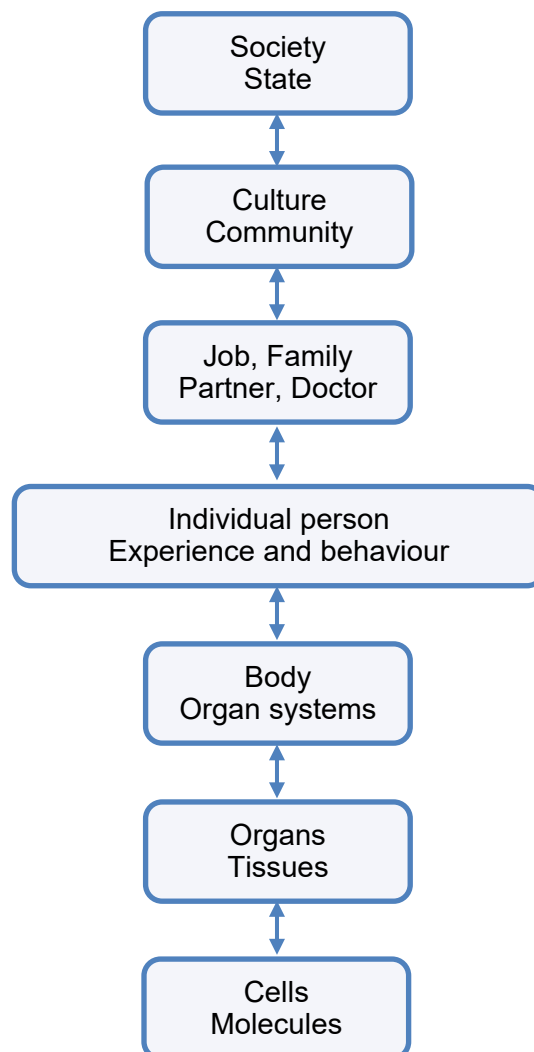 Society
State
Culture
Community
Job, Family
Partner, Doctor
Individual person
Experience and behaviour
Body
Organ systems
Organs
Tissues
Cells
Molecules